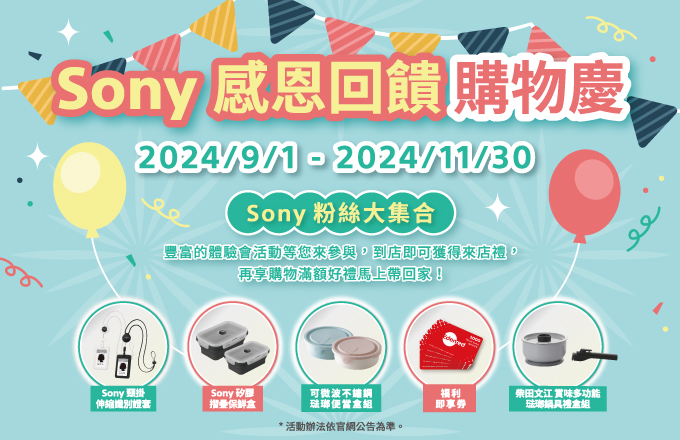 Sony 感恩回饋 購物慶
2024/9/1 - 2024/11/30
Sony 粉絲大集合
豐富的體驗會活動等您來參與，到店即可獲得來店禮，
再享購物滿額好禮馬上帶回家！
Sony 頸掛
伸縮識別證套
Sony 矽膠
摺疊保鮮盒
可微波不鏽鋼
琺瑯便當盒組
福利
即享券
柴田文江 實味多功能
琺瑯鍋具禮盒組
* 活動辦法依官網公告為準。